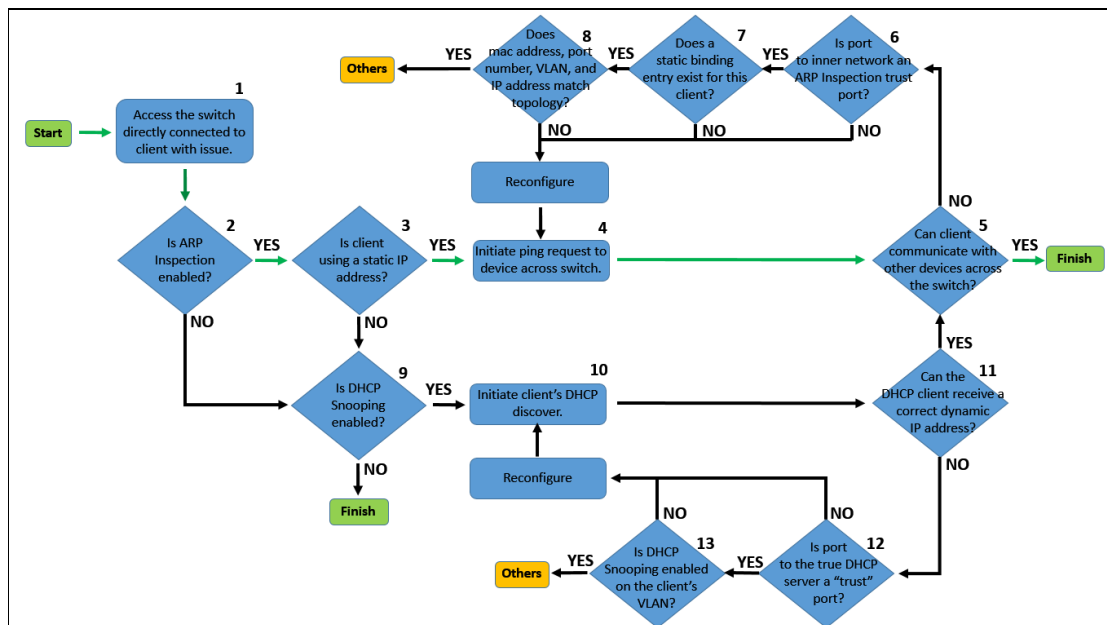 Start
1
Access the switch
directly connected to
client with issue.
2
Is ARP
Inspection
enabled?
YES
NO
3
Is client
using a static IP
address?
YES
NO
4
Initiate ping request to
device across switch.
5
Can client
communicate with
other devices across
the switch?
YES
Finish
NO
6
Is port
to inner network an
ARP Inspection trust
port?
YES
NO
7
Does a
static binding
entry exist for this
client?
YES
NO
8
Does
mac address, port
number, VLAN, and
IP address match
topology?
YES
Others
NO
Reconfigure
9
Is DHCP
Snooping
enabled?
YES
NO
Finish
10
Initiate client's DHCP
discover.
11
Can the
DHCP client receive a
correct dynamic
IP address?
YES
NO
12
Is port
to the true DHCP
server a “trust”
port?
YES
NO
13
Is DHCP
Snooping enabled
on the client's
VLAN?
YES
Others
NO
Reconfigure